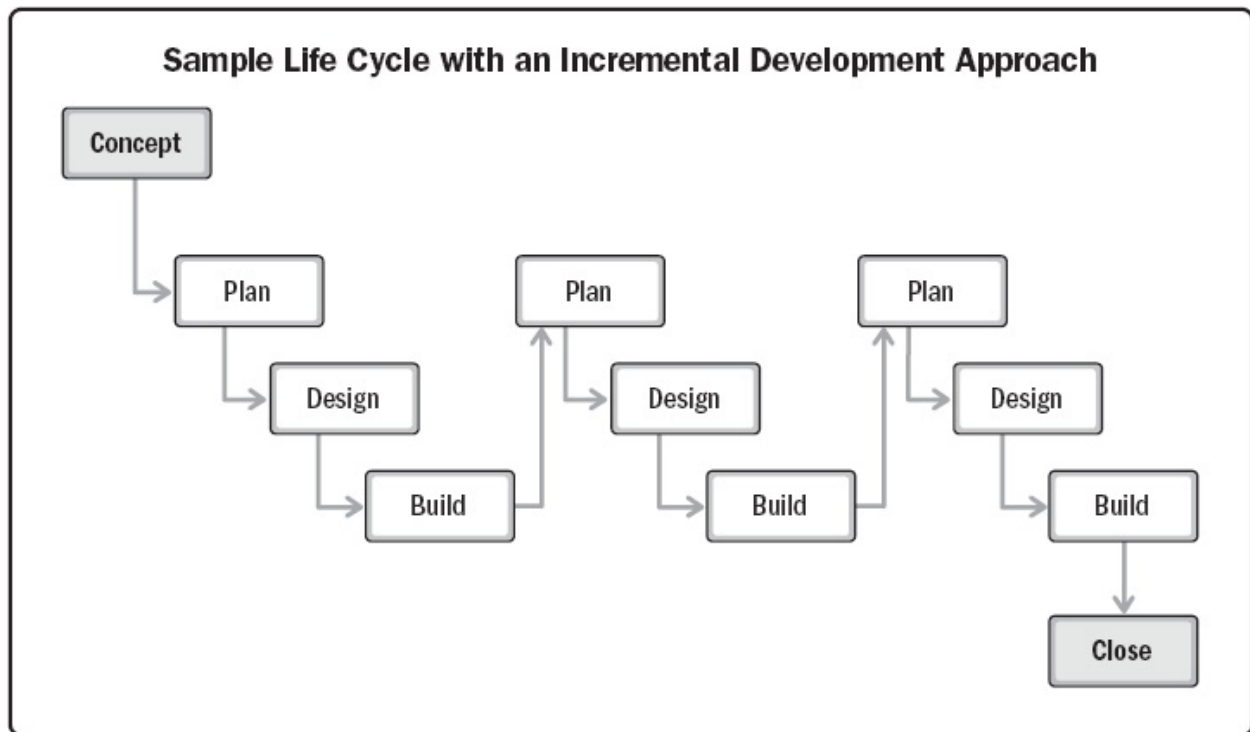 Sample Life Cycle with an Incremental Development Approach
Concept
Plan
Design
Build
Plan
Design
Build
Plan
Design
Build
Close